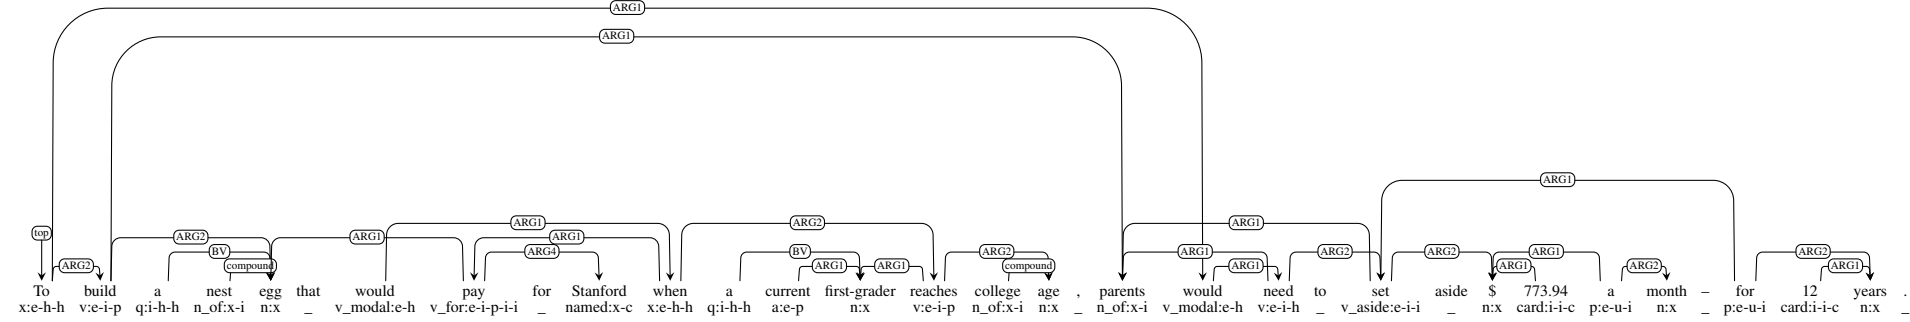 ARG1
ARG1
ARG1
top ARG1 ARG2 ARG1
ARG2 ARG1 ARG1
BV ARG4 BV ARG2 ARG1 ARG2 ARG2 ARG1 ARG2
ARG2 compound ARG1 ARG1 compound ARG1 ARG1 ARG2 ARG1
To build a nest egg that would pay for Stanford when a current first-grader reaches college age , parents would need to set aside $ 773.94 a month – for 12 years .
x:e-h-h v:e-i-p q:i-h-h n_of:x-i n:x _ v_modal:e-h v_for:e-i-p-i-i _ named:x-c x:e-h-h q:i-h-h a:e-p n:x v:e-i-p n_of:x-i n:x _ n_of:x-i v_modal:e-h v:e-i-h _ v_aside:e-i-i _ n:x card:i-i-c p:e-u-i n:x _ p:e-u-i card:i-i-c n:x _